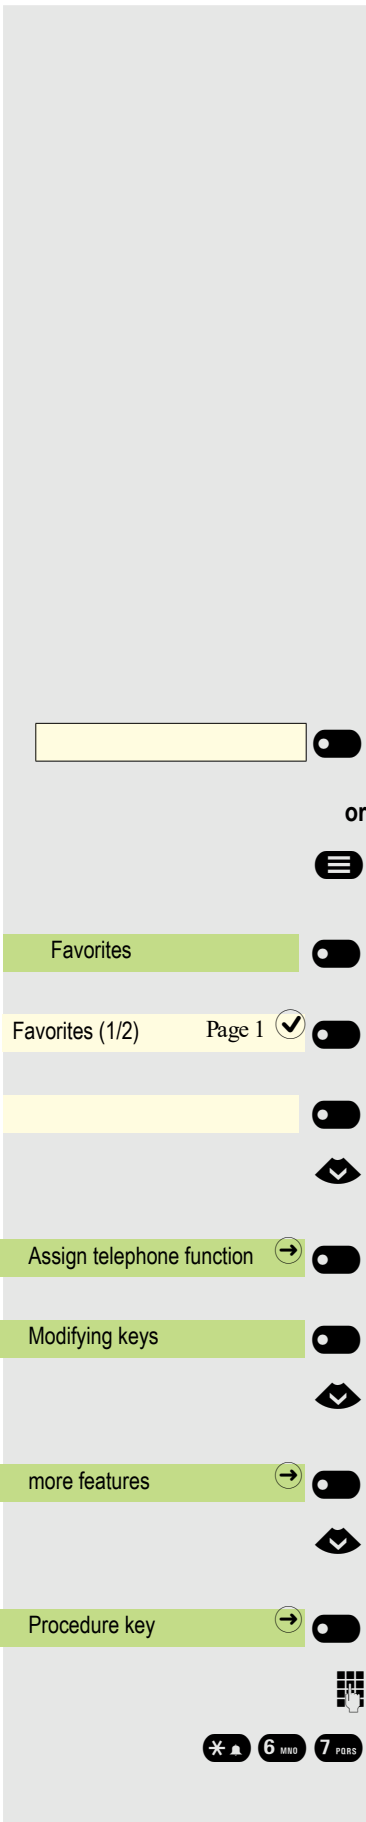 or
Favorites
Favorites (1/2) Page 1
Assign telephone function
Modifying keys
more features
Procedure key
* 6 MNO 7 PQRS